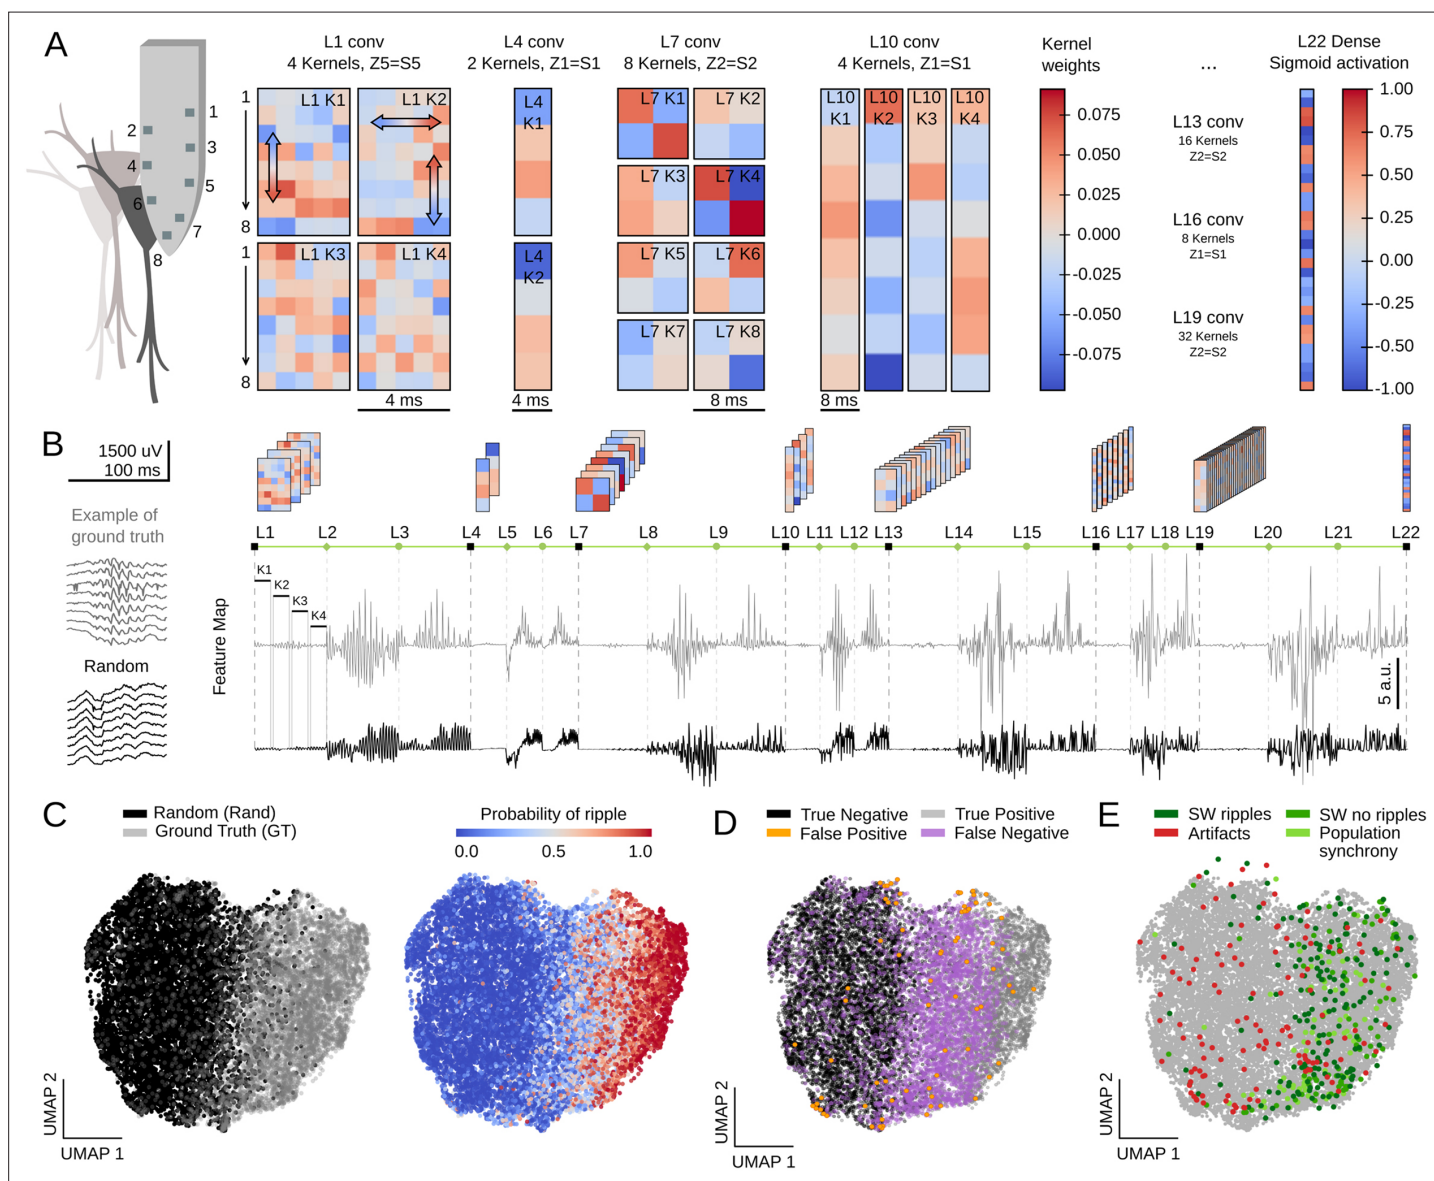 A
L1 conv
4 Kernels, Z5=S5
L4 conv
2 Kernels, Z1=S1
L7 conv
8 Kernels, Z2=S2
L10 conv
4 Kernels, Z1=S1
Kernel
weights
...
L22 Dense
Sigmoid activation
1
2
3
4
5
6
7
8
1
8
1
8
L1 K1
L1 K2
L1 K3
L1 K4
4 ms
L4
K1
L4
K2
4 ms
L7 K1
L7 K2
L7 K3
L7 K4
L7 K5
L7 K6
L7 K7
L7 K8
8 ms
L10
K1
L10
K2
L10
K3
L10
K4
8 ms
0.075
0.050
0.025
0.000
-0.025
-0.050
-0.075
L13 conv
16 Kernels
Z2=S2
L16 conv
8 Kernels
Z1=S1
L19 conv
32 Kernels
Z2=S2
1.00
0.75
0.50
0.25
0.00
-0.25
-0.50
-0.75
-1.00
B
1500 uV
100 ms
Example of
ground truth
Random
Feature Map
L1
L2
L3
L4
L5
L6
L7
L8
L9
L10
L11
L12
L13
L14
L15
L16
L17
L18
L19
L20
L21
L22
K1
K2
K3
K4
5 a.u.
C
Random (Rand)
Ground Truth (GT)
Probability of ripple
0.0
0.5
1.0
UMAP 2
UMAP 1
D
True Negative
False Positive
True Positive
False Negative
UMAP 2
UMAP 1
E
SW ripples
Artifacts
SW no ripples
Population
synchrony
UMAP 2
UMAP 1